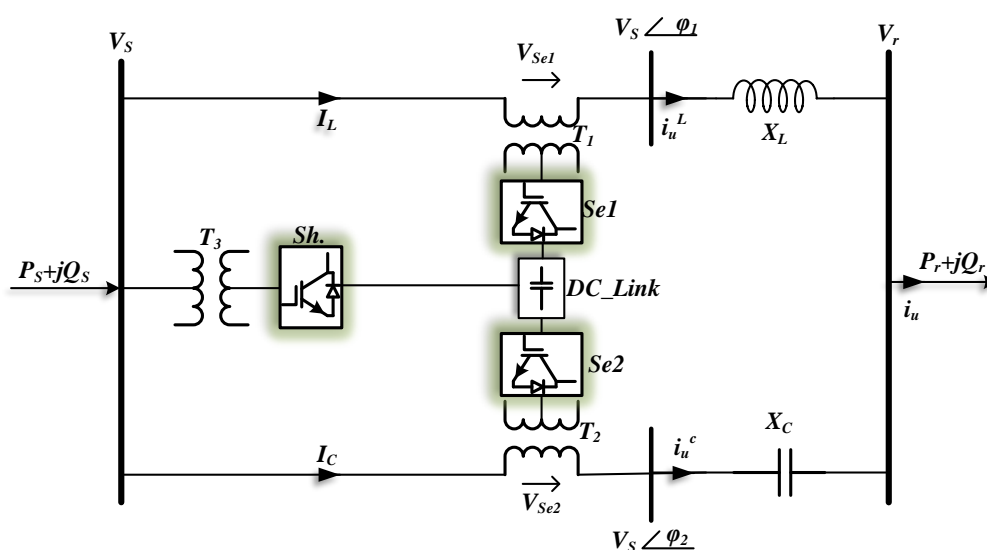 V_S
V_S∠φ_1
V_r
V_Se1
I_L
i_u^L
X_L
T_1
Se1
T_3
Sh.
P_S+jQ_S
DC_Link
P_r+jQ_r
i_u
Se2
T_2
X_C
I_C
i_u^c
V_Se2
V_S∠φ_2